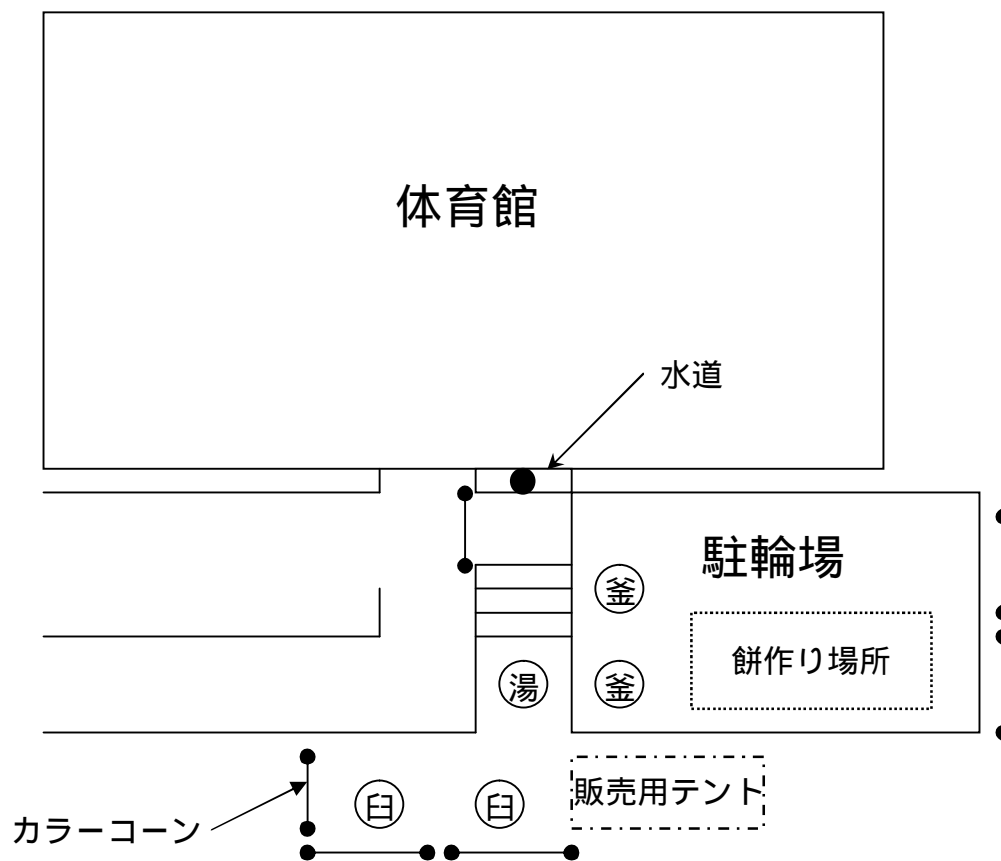 体育館
水道
駐輪場
釜
餅作り場所
湯
釜
販売用テント
臼
臼
カラーコーン